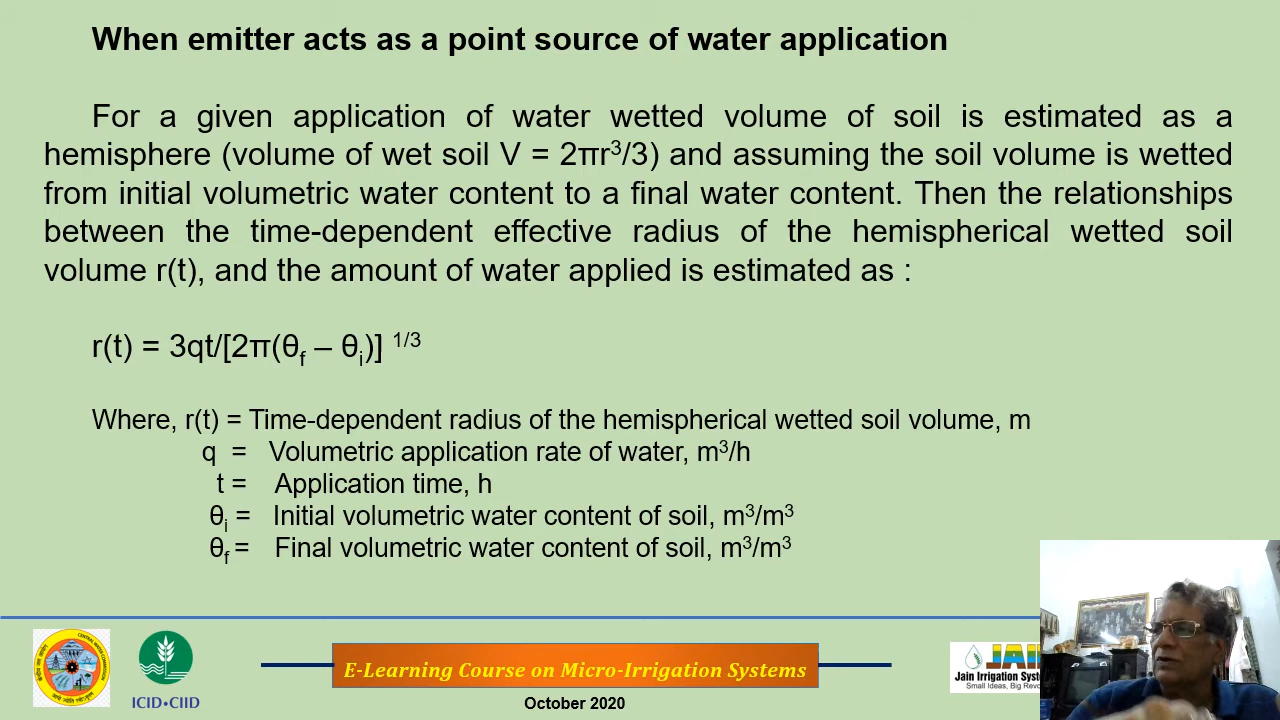 When emitter acts as a point source of water application
For a given application of water wetted volume of soil is estimated as a
hemisphere (volume of wet soil V = 2πr³/3) and assuming the soil volume is wetted
from initial volumetric water content to a final water content. Then the relationships
between the time-dependent effective radius of the hemispherical wetted soil
volume r(t), and the amount of water applied is estimated as :
r(t) = 3qt/[2π(θf – θi)] 1/3
Where, r(t) = Time-dependent radius of the hemispherical wetted soil volume, m
q = Volumetric application rate of water, m³/h
t = Application time, h
θi = Initial volumetric water content of soil, m³/m³
θf = Final volumetric water content of soil, m³/m³
ICID•CIID
E-Learning Course on Micro-Irrigation Systems
October 2020
JAI
Jain Irrigation Syste
Small Ideas, Big Revo